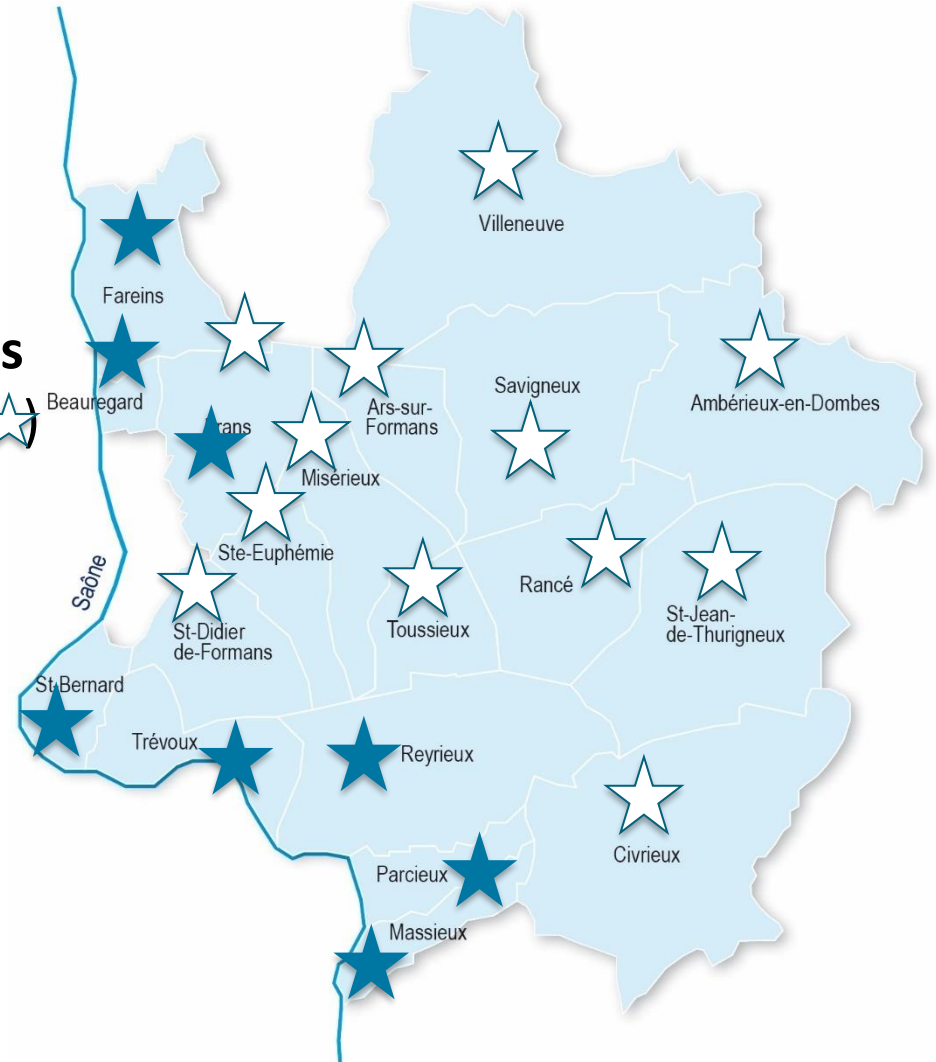 Villeneuve
Fareins
s
)
Beauregard
Ars-sur-
Formans
Savigneux
Ambérieux-en-Dombes
Misérieux
Ste-Euphémie
Saône
St-Didier
de-Formans
Toussieux
Rancé
St-Jean-
de-Thurigneux
St-Bernard
Trévoux
Reyrieux
Civrieux
Parcieux
Massieux